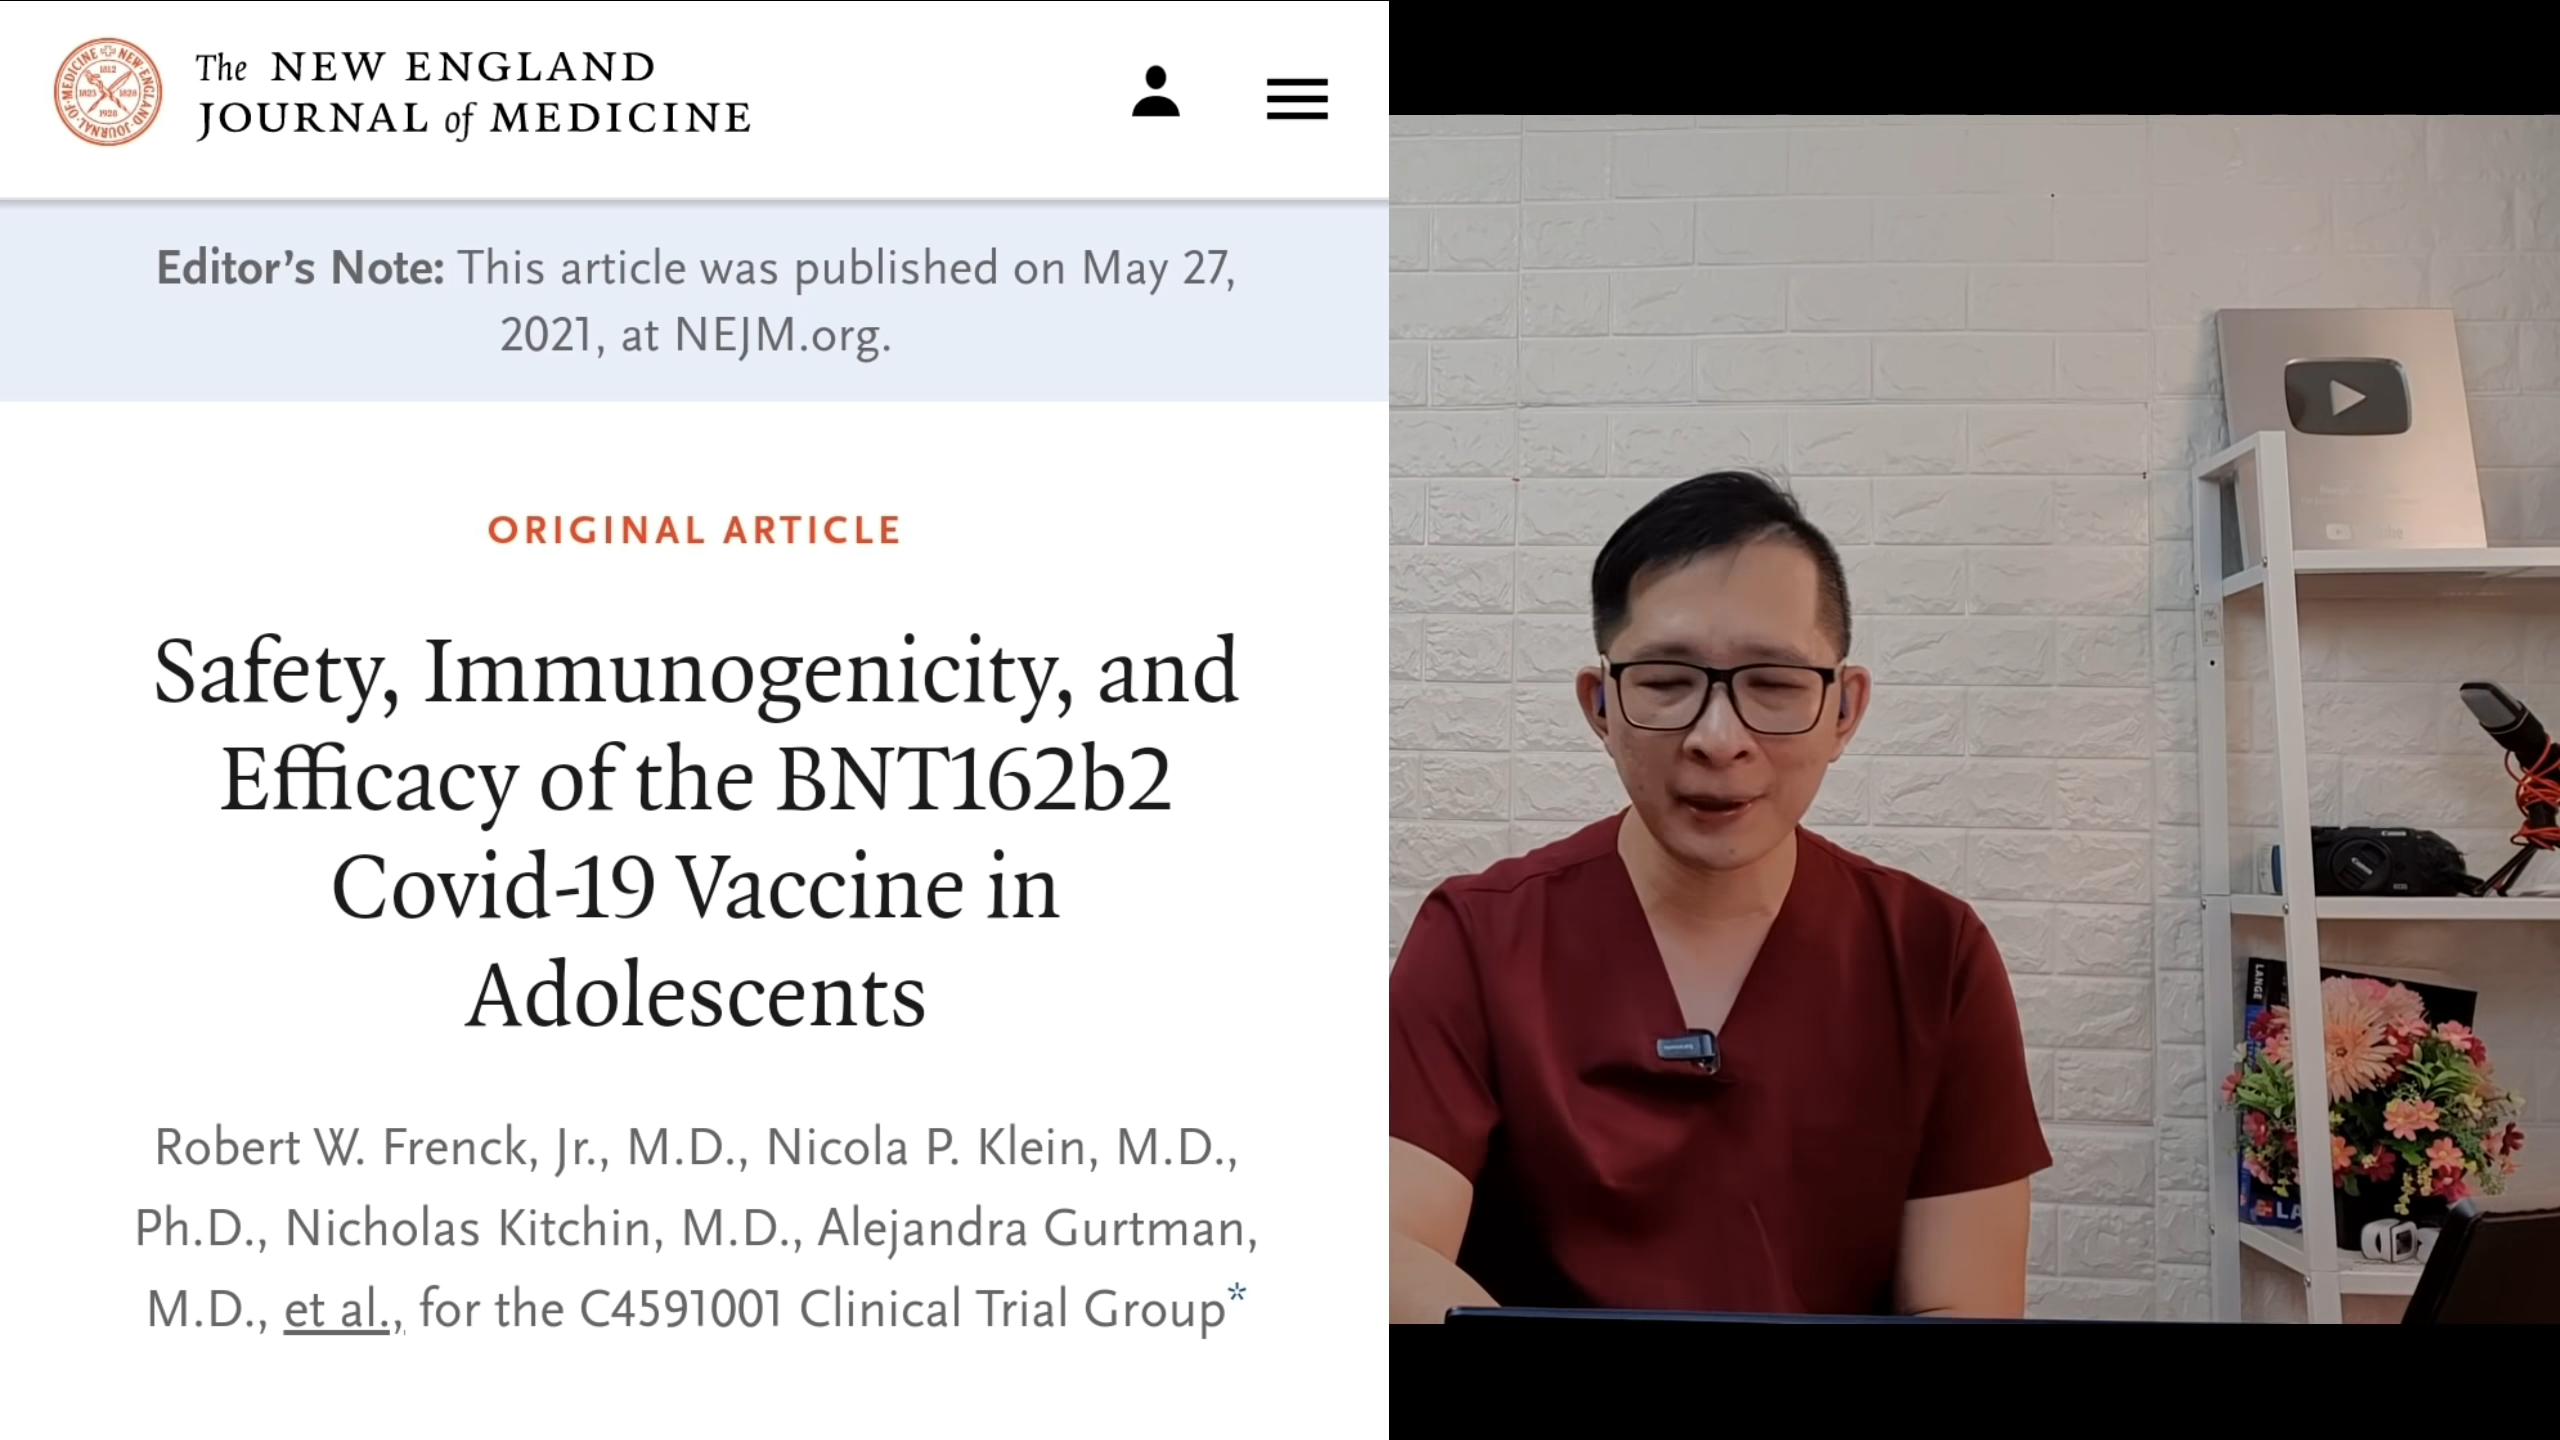 The NEW ENGLAND
JOURNAL of MEDICINE
Editor's Note: This article was published on May 27,
2021, at NEJM.org.
ORIGINAL ARTICLE
Safety, Immunogenicity, and
Efficacy of the BNT162b2
Covid-19 Vaccine in
Adolescents
Robert W. Frenck, Jr., M.D., Nicola P. Klein, M.D.,
Ph.D., Nicholas Kitchin, M.D., Alejandra Gurtman,
M.D., et al., for the C4591001 Clinical Trial Group*
Canon
LANGE